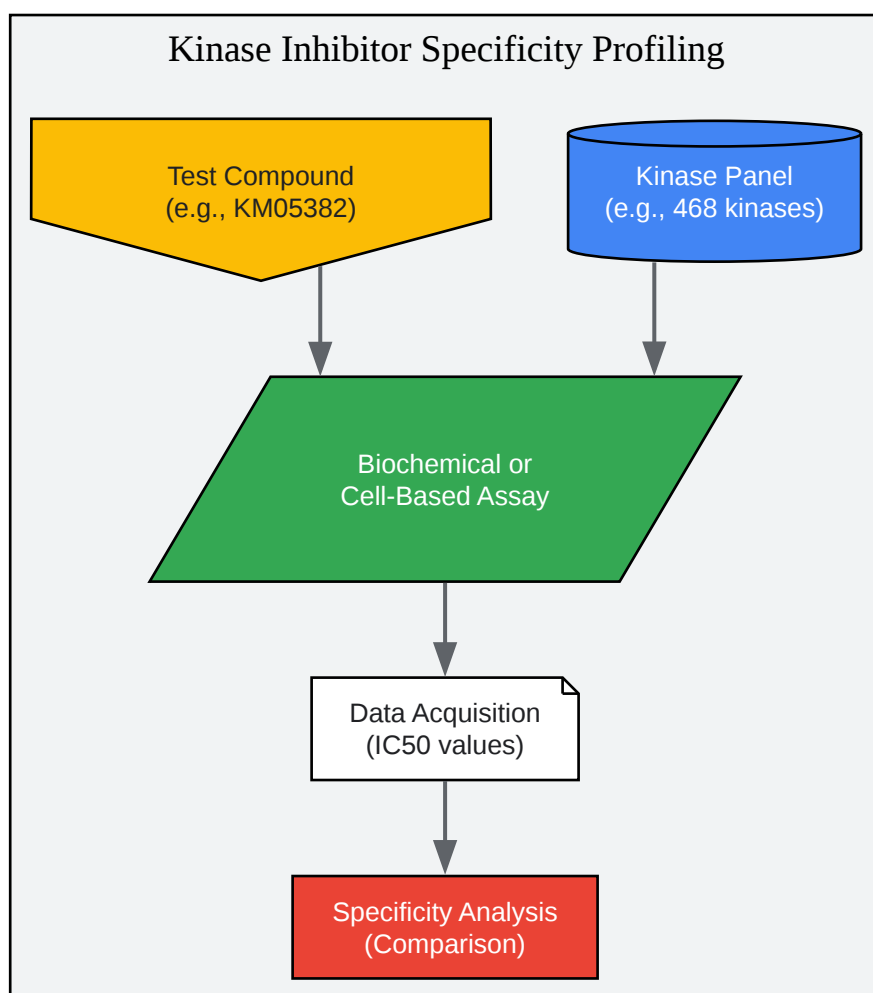 Kinase Inhibitor Specificity Profiling
Test Compound
(e.g., KM05382)
Kinase Panel
(e.g., 468 kinases)
Biochemical or
Cell-Based Assay
Data Acquisition
(IC50 values)
Specificity Analysis
(Comparison)